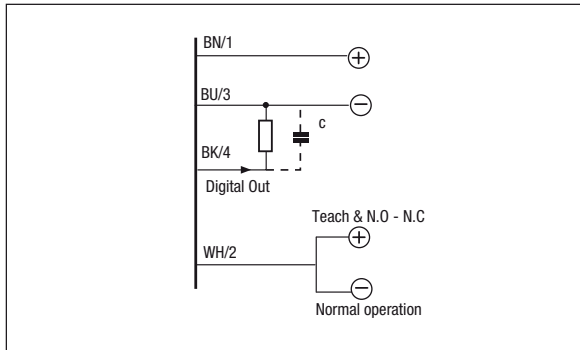 BN/1
+
BU/3
−
c
BK/4
Digital Out
Teach & N.O - N.C
+
WH/2
−
Normal operation